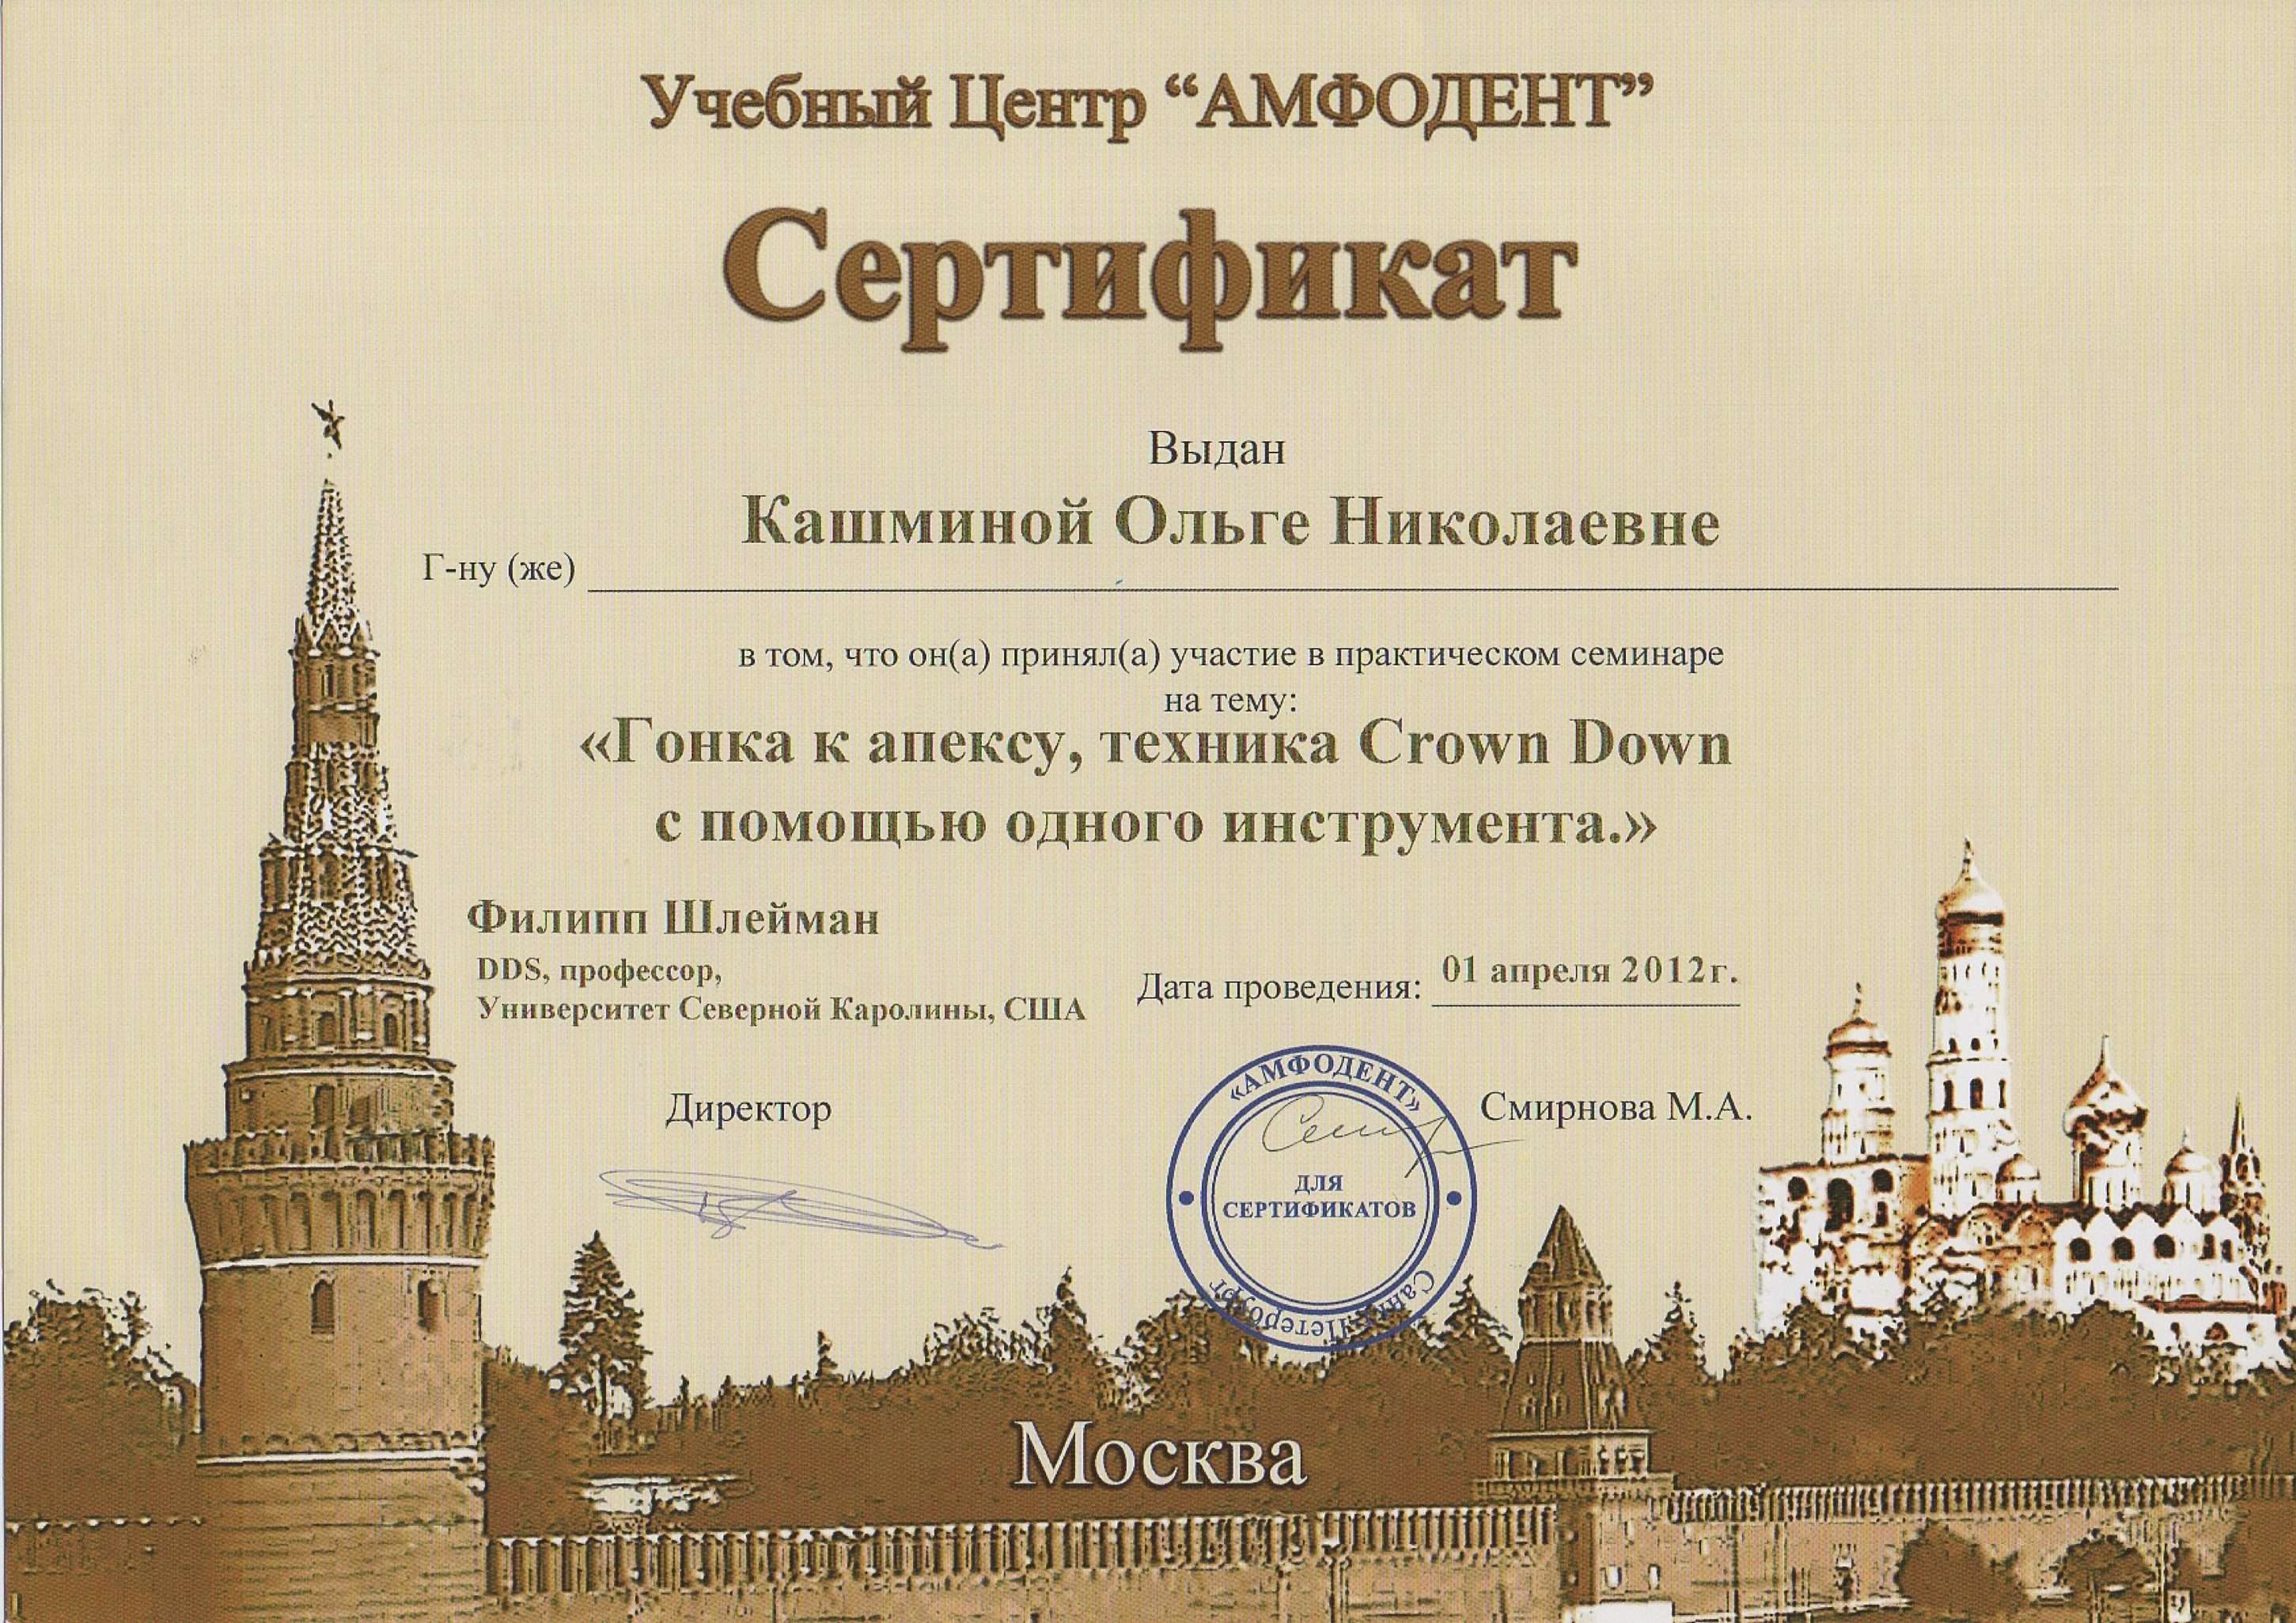 Учебный Центр “АМФОДЕНТ”
Сертификат
Выдан
Кашминой Ольге Николаевне
Г-ну (же)
в том, что он(а) принял(а) участие в практическом семинаре
на тему:
«Гонка к апексу, техника Crown Down
с помощью одного инструмента.»
Филипп Шлейман
DDS, профессор,
Университет Северной Каролины, США
Дата проведения: 01 апреля 2012г.
Директор
Смирнова М.А.
«АМФОДЕНТ»
ДЛЯ
СЕРТИФИКАТОВ
Санкт-Петербург
Москва